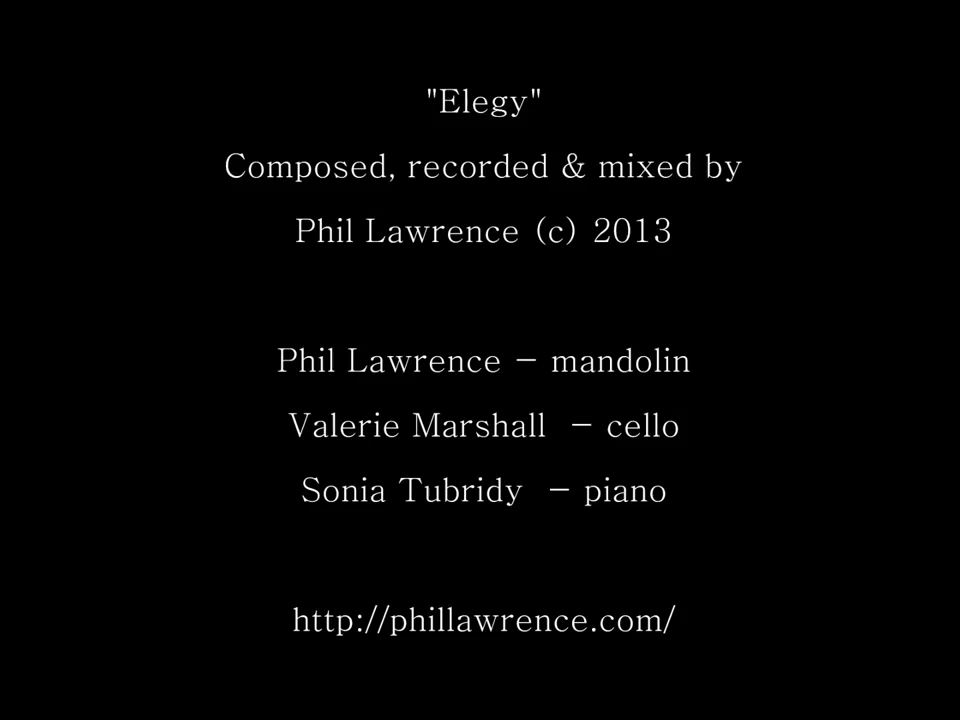 "Elegy"
Composed, recorded & mixed by
Phil Lawrence (c) 2013
Phil Lawrence - mandolin
Valerie Marshall - cello
Sonia Tubridy - piano
http://phillawrence.com/